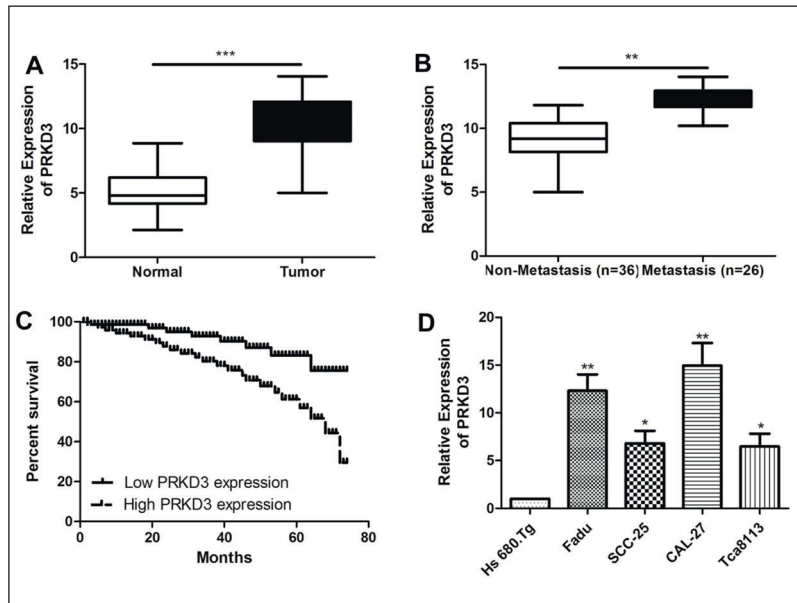 A
***
Relative Expression
of PRKD3
15
10
5
0
Normal
Tumor
B
**
Relative Expression
of PRKD3
15
10
5
0
Non-Metastasis (n=36)
Metastasis (n=26)
C
Percent survival
100
80
60
40
20
0
Low PRKD3 expression
High PRKD3 expression
0
20
40
60
80
Months
D
Relative Expression
of PRKD3
20
15
10
5
0
**
*
**
*
Hs 680.Tg
Fadu
SCC-25
CAL-27
Tca8113